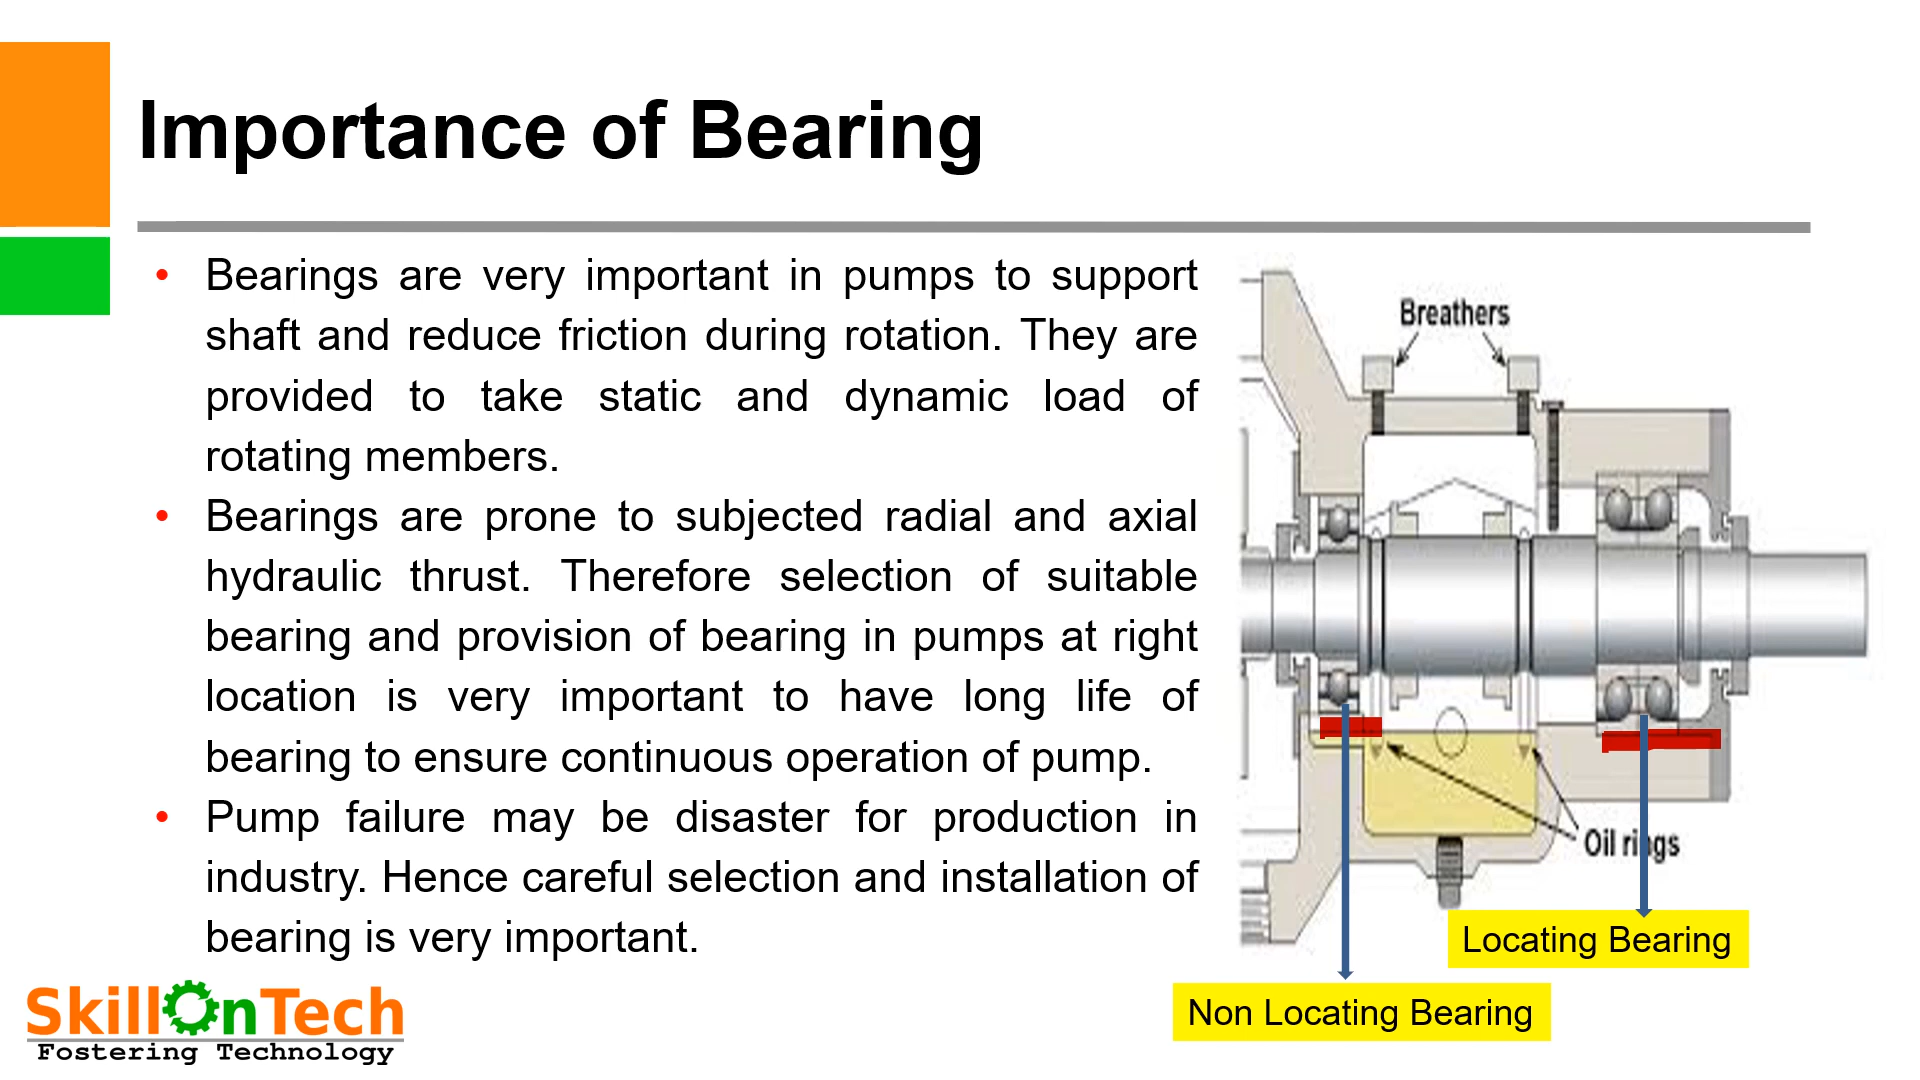 Importance of Bearing
• Bearings are very important in pumps to support
shaft and reduce friction during rotation. They are
provided to take static and dynamic load of
rotating members.
• Bearings are prone to subjected radial and axial
hydraulic thrust. Therefore selection of suitable
bearing and provision of bearing in pumps at right
location is very important to have long life of
bearing to ensure continuous operation of pump.
• Pump failure may be disaster for production in
industry. Hence careful selection and installation of
bearing is very important.
Breathers
Oil rings
Locating Bearing
Non Locating Bearing
SkillOnTech
Fostering Technology